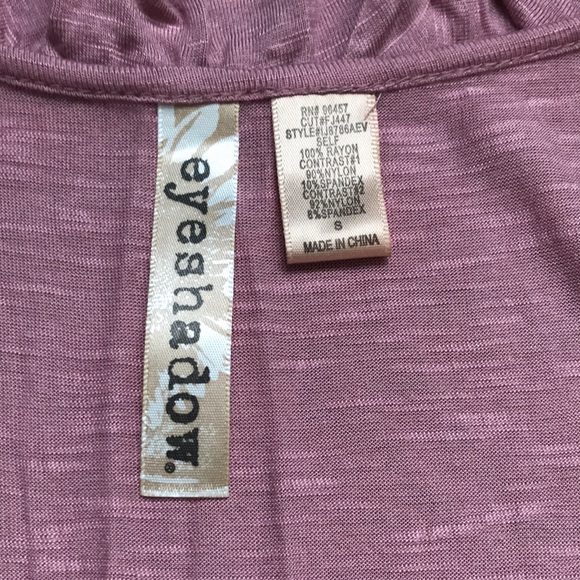 eyeshadow.
RN# 96457
CUT#FJ447
STYLE#IJ8786AEV
SELF
100% RAYON
CONTRAST#1
90%NYLON
10%SPANDEX
CONTRAST#2
92%NYLON
8%SPANDEX
S
MADE IN CHINA